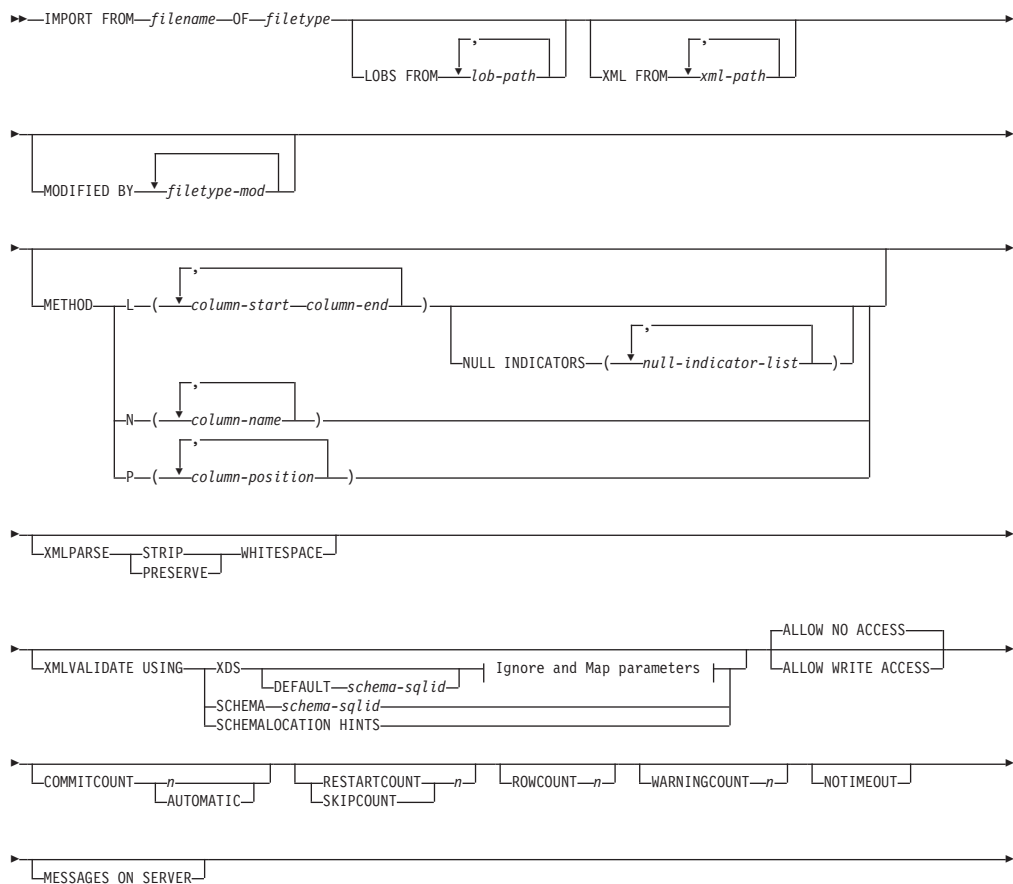 IMPORT FROM filename OF filetype
,
LOBS FROM lob-path
,
XML FROM xml-path
MODIFIED BY filetype-mod
,
METHOD L ( column-start column-end )
,
NULL INDICATORS ( null-indicator-list )
,
N ( column-name )
,
P ( column-position )
XMLPARSE STRIP WHITESPACE
PRESERVE
ALLOW NO ACCESS
XMLVALIDATE USING XDS Ignore and Map parameters ALLOW WRITE ACCESS
DEFAULT schema-sqlid
SCHEMA schema-sqlid
SCHEMALOCATION HINTS
COMMITCOUNT n RESTARTCOUNT n ROWCOUNT n WARNINGCOUNT n NOTIMEOUT
AUTOMATIC SKIPCOUNT
MESSAGES ON SERVER